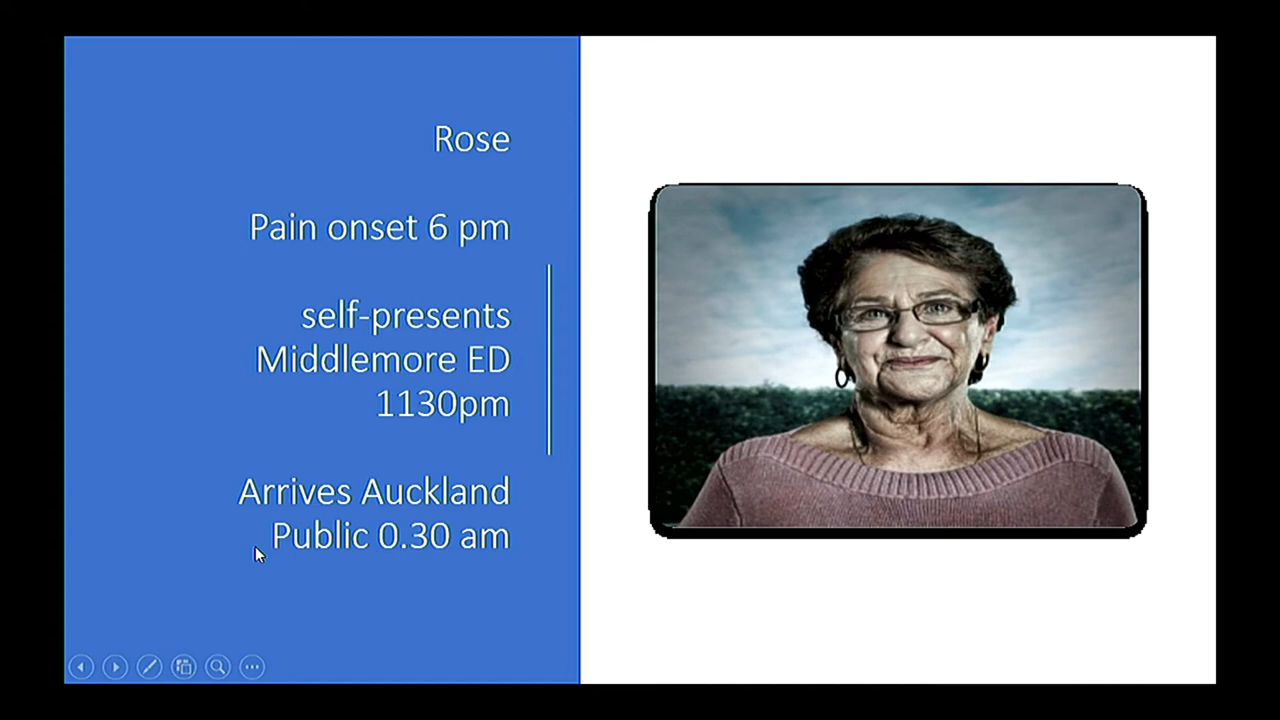 Rose
Pain onset 6 pm
self-presents
Middlemore ED
1130pm
Arrives Auckland
Public 0.30 am